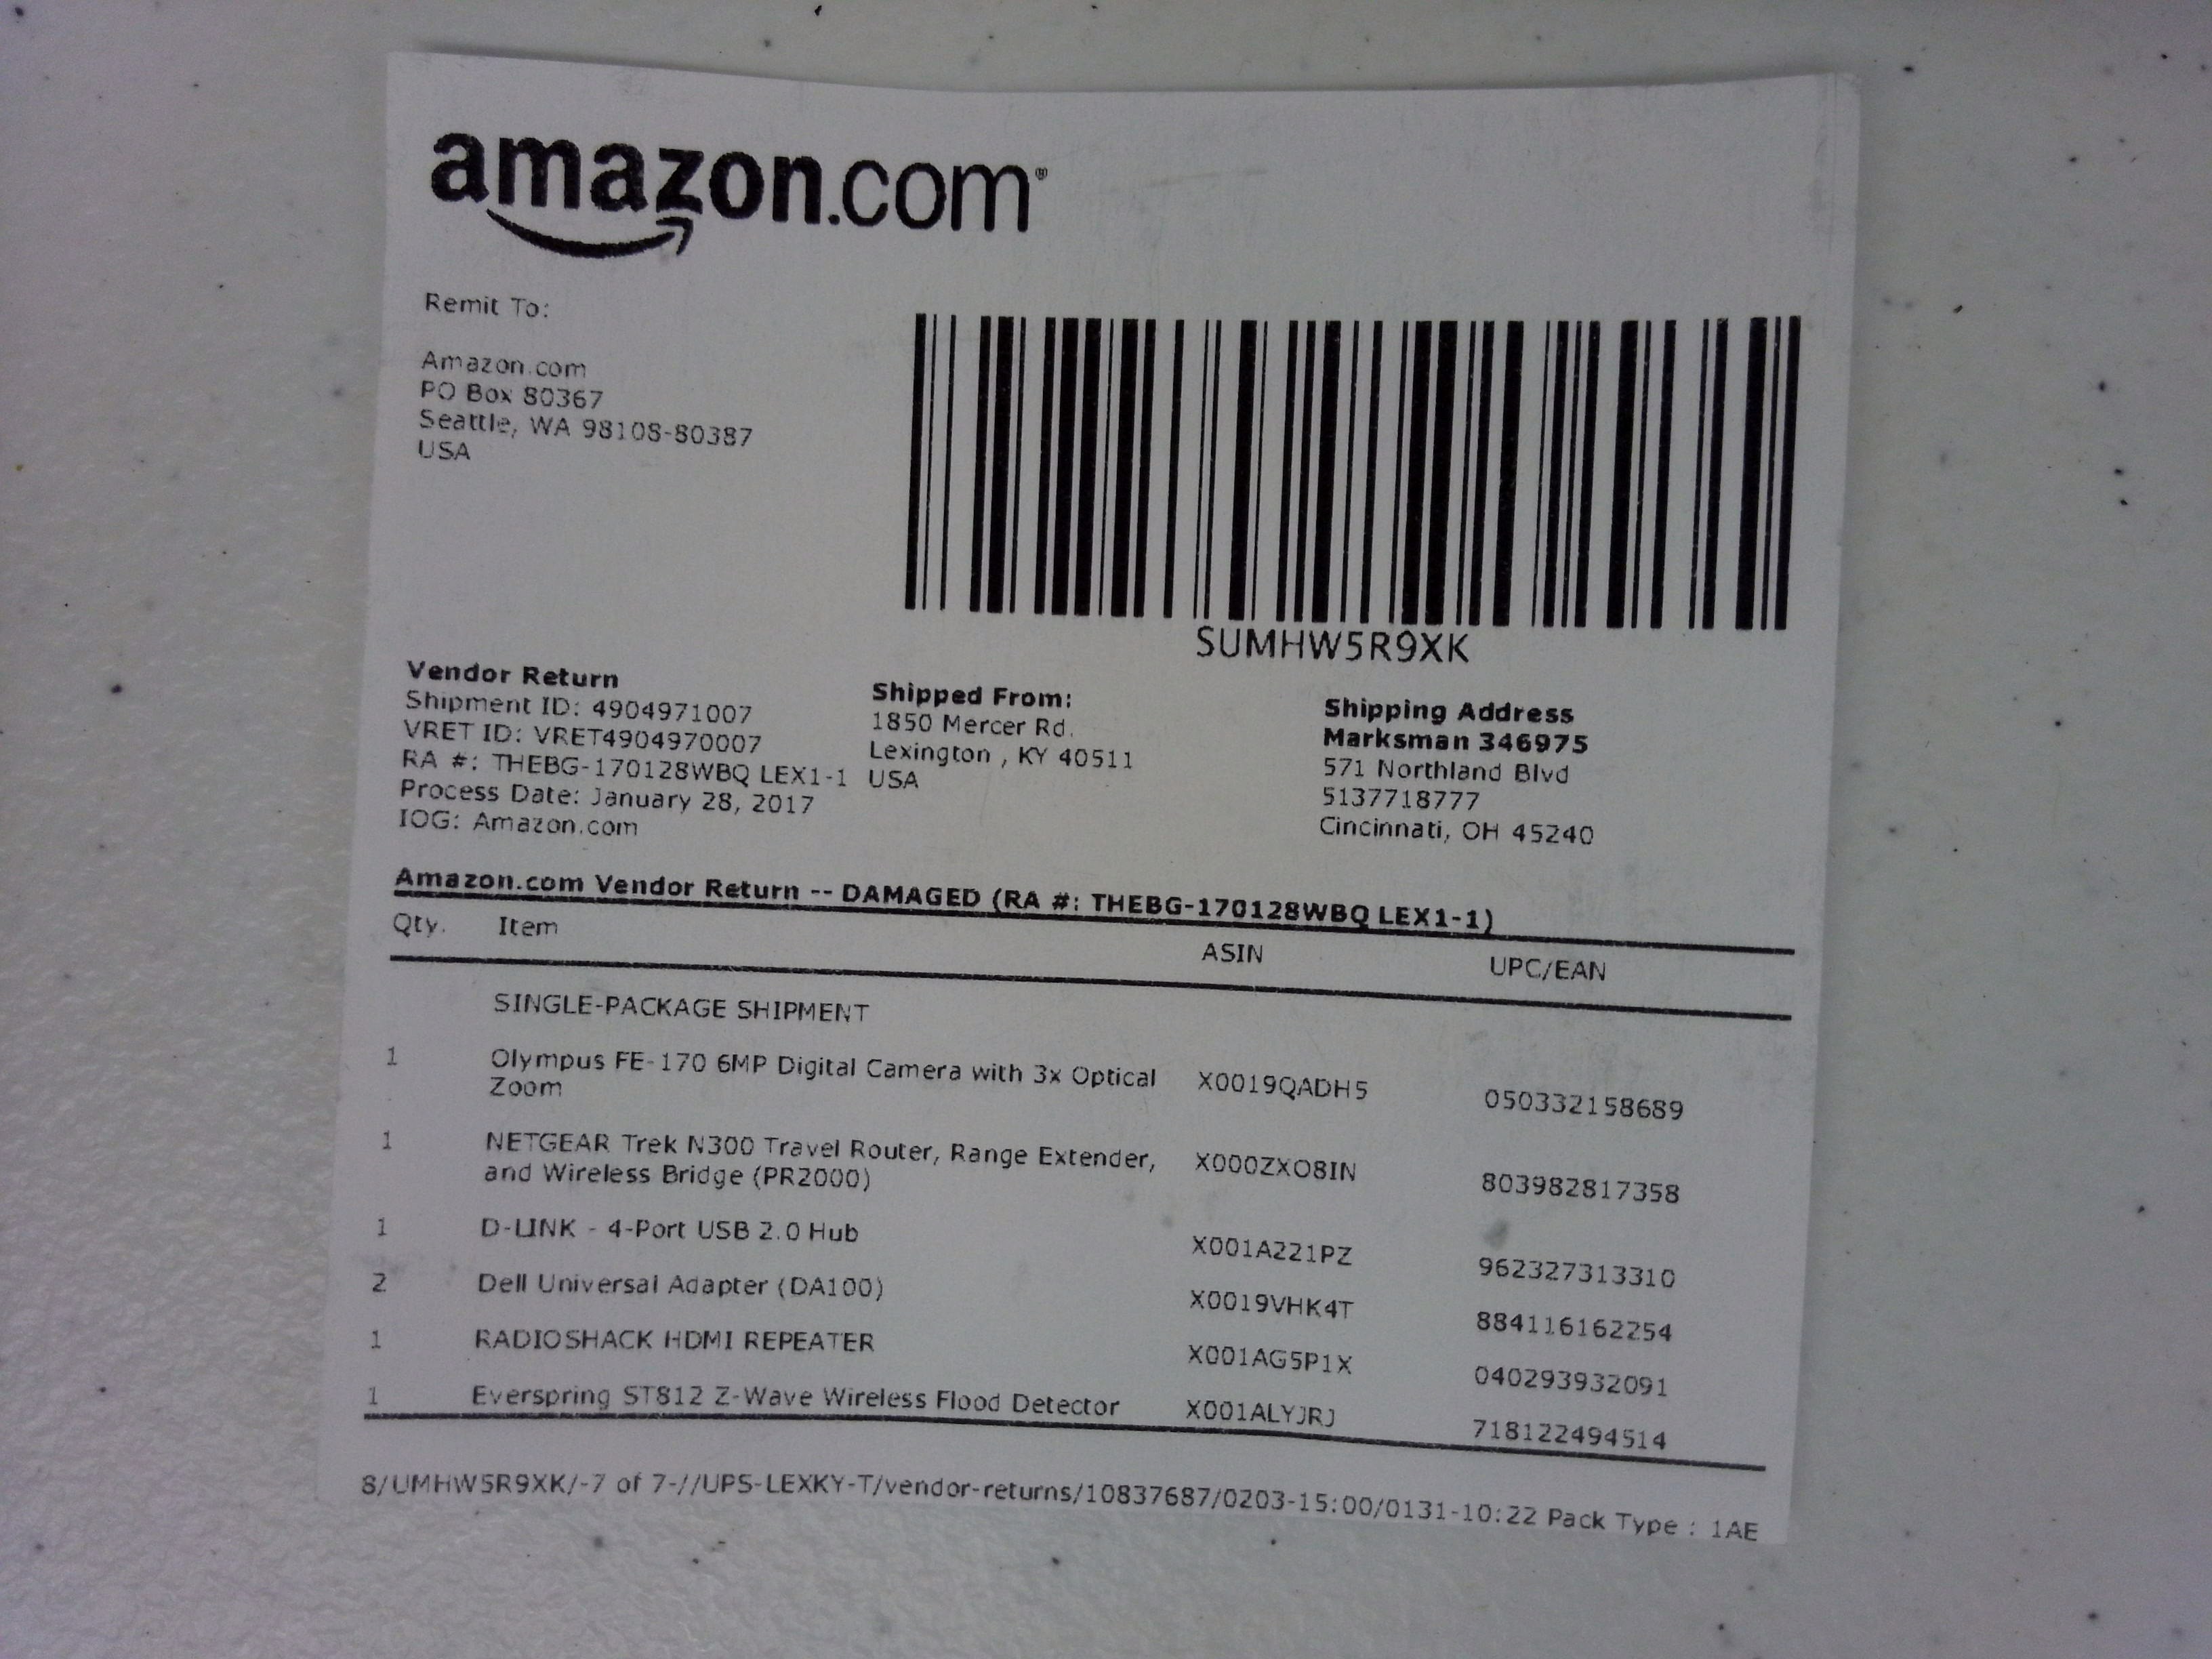 amazon.com®
Remit To:
Amazon.com
PO Box 80367
Seattle, WA 98108-80387
USA
SUMHW5R9XK
Vendor Return
Shipment ID: 4904971007
VRET ID: VRET4904970007
RA #: THEBG-170128WBQ LEX1-1
Process Date: January 28, 2017
IOG: Amazon.com
Shipped From:
1850 Mercer Rd.
Lexington , KY 40511
USA
Shipping Address
Marksman 346975
571 Northland Blvd
5137718777
Cincinnati, OH 45240
Amazon.com Vendor Return -- DAMAGED (RA #: THEBG-170128WBQ LEX1-1)
Qty. Item ASIN UPC/EAN
SINGLE-PACKAGE SHIPMENT
1 Olympus FE-170 6MP Digital Camera with 3x Optical X0019QADH5 050332158689
Zoom
1 NETGEAR Trek N300 Travel Router, Range Extender, X000ZXO8IN 803982817358
and Wireless Bridge (PR2000)
1 D-LINK - 4-Port USB 2.0 Hub X001A221PZ 962327313310
2 Dell Universal Adapter (DA100) X0019VHK4T 884116162254
1 RADIOSHACK HDMI REPEATER X001AG5P1X 040293932091
1 Everspring ST812 Z-Wave Wireless Flood Detector X001ALYJRJ 718122494514
8/UMHW5R9XK/-7 of 7-//UPS-LEXKY-T/vendor-returns/10837687/0203-15:00/0131-10:22 Pack Type : 1AE